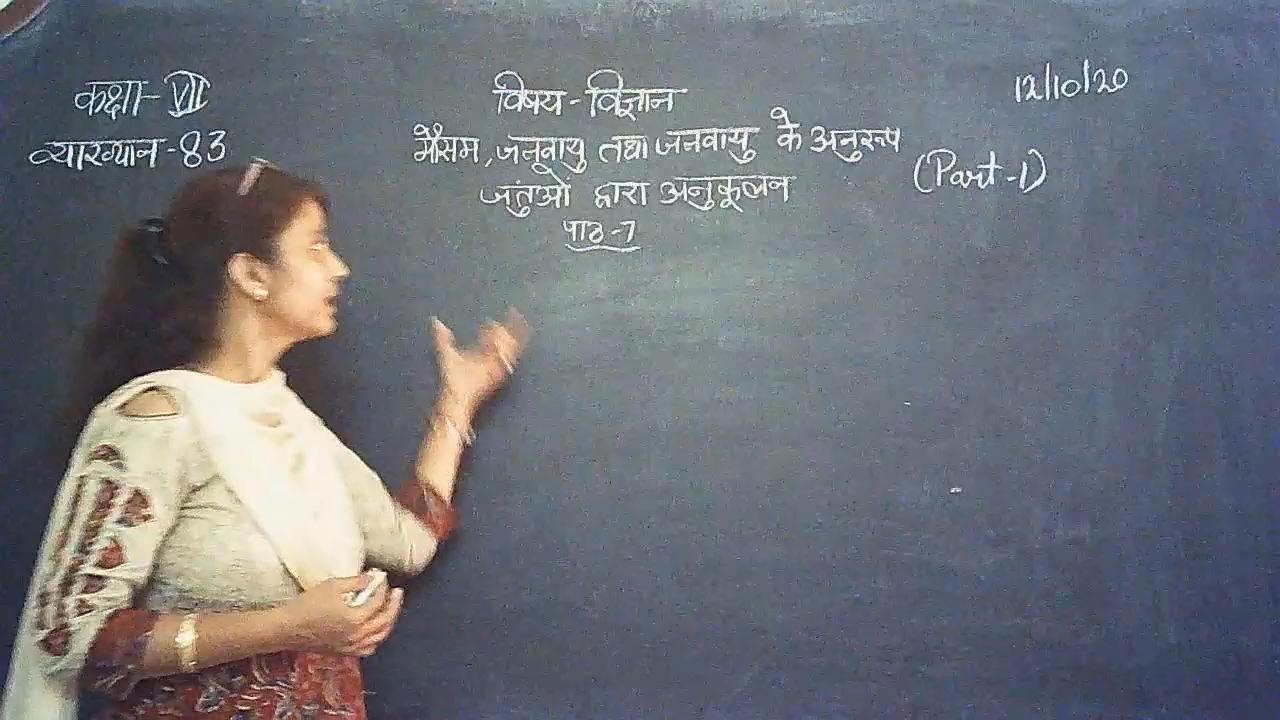 कक्षा-VII
विषय-विज्ञान
12/10/20
व्याख्यान-83
मौसम, जलवायु तथा जलवायु के अनुरूप
(Part-1)
जंतुओं द्वारा अनुकूलन
पाठ-7